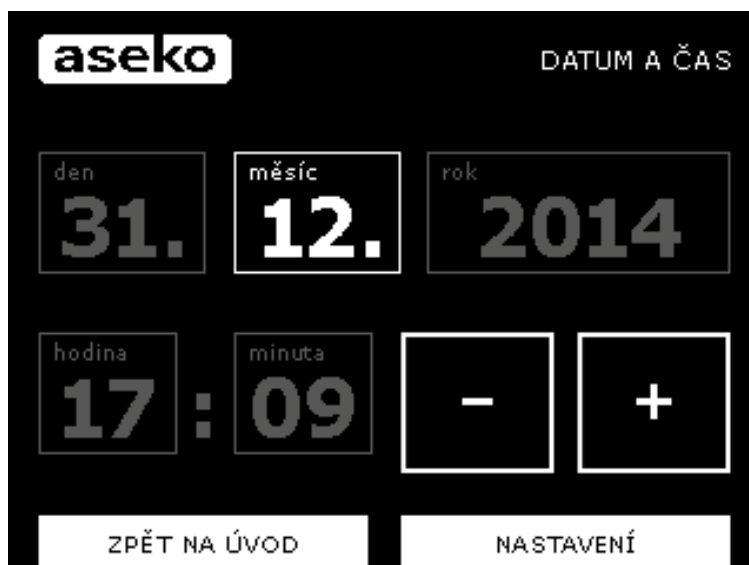 aseko
DATUM A ČAS
den
31.
měsíc
12.
rok
2014
hodina
17
:
minuta
09
-
+
ZPĚT NA ÚVOD
NASTAVENÍ